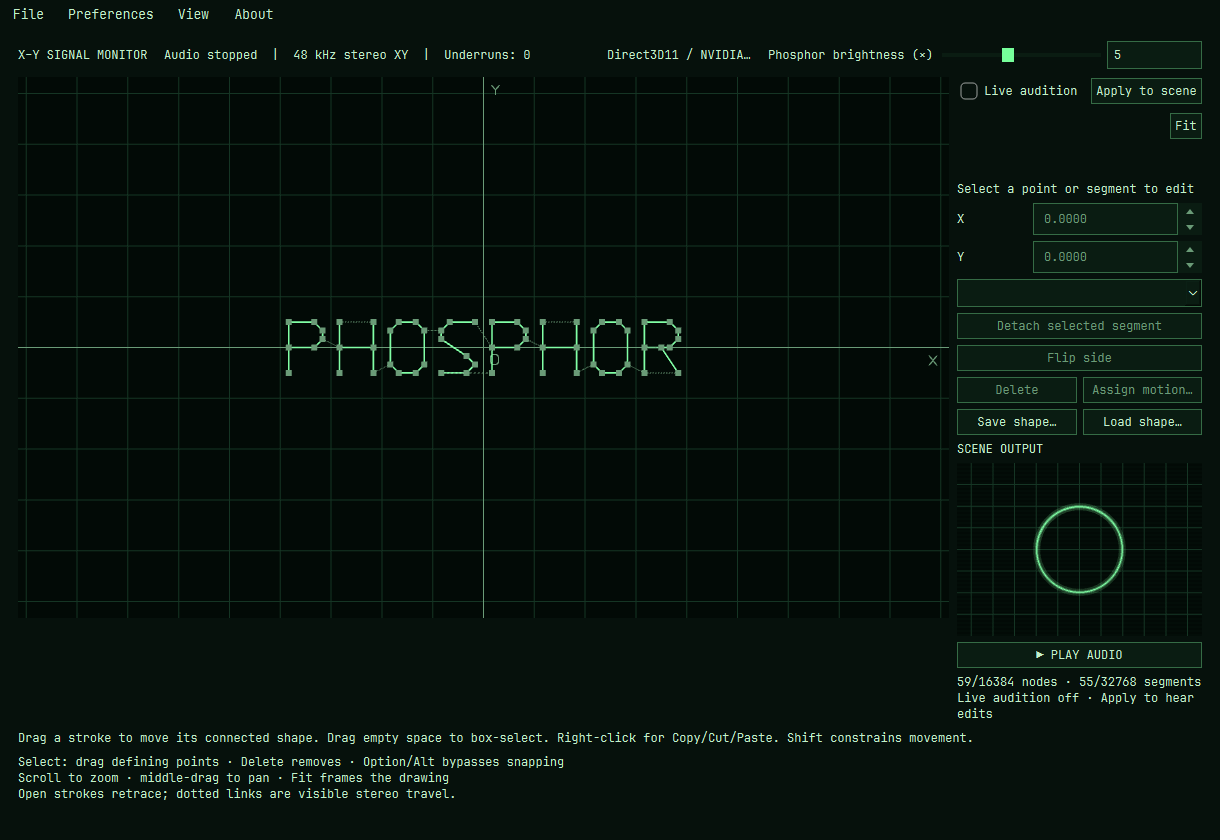 File Preferences View About
X-Y SIGNAL MONITOR Audio stopped | 48 kHz stereo XY | Underruns: 0 Direct3D11 / NVIDIA… Phosphor brightness (×) 5
Live audition Apply to scene
Fit
Y
Select a point or segment to edit
X 0.0000
Y 0.0000
Detach selected segment
Flip side
PHOSPHOR
X
Delete Assign motion…
Save shape… Load shape…
SCENE OUTPUT
▶ PLAY AUDIO
59/16384 nodes · 55/32768 segments
Live audition off · Apply to hear
edits
Drag a stroke to move its connected shape. Drag empty space to box-select. Right-click for Copy/Cut/Paste. Shift constrains movement.
Select: drag defining points · Delete removes · Option/Alt bypasses snapping
Scroll to zoom · middle-drag to pan · Fit frames the drawing
Open strokes retrace; dotted links are visible stereo travel.